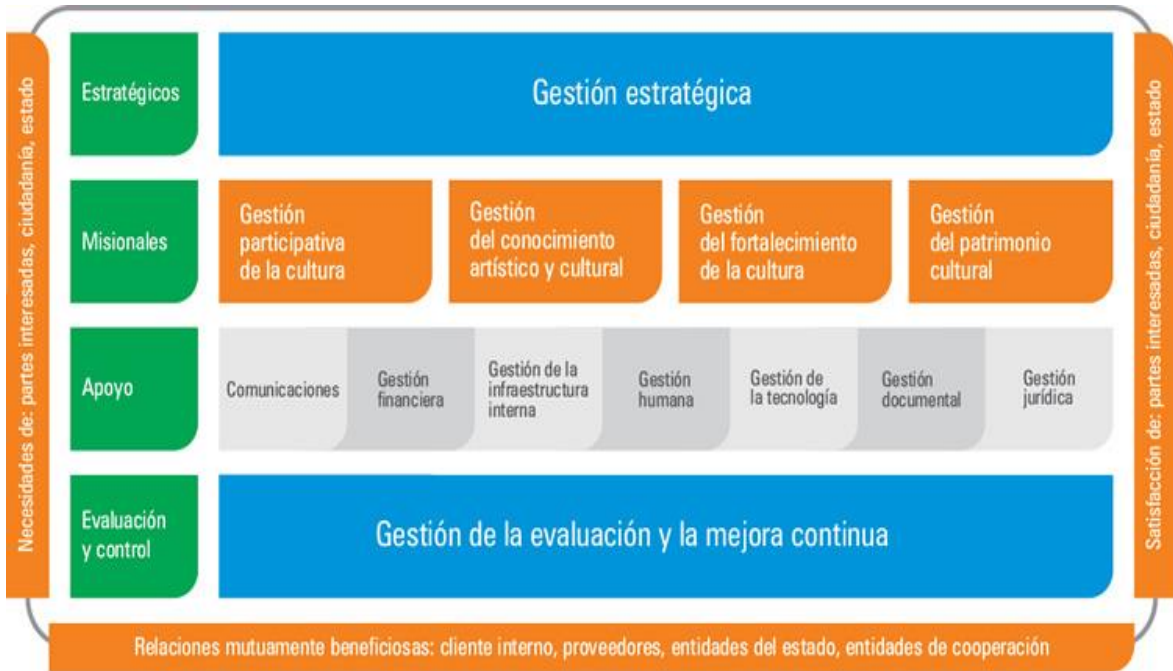 Necesidades de: partes interesadas, ciudadanía, estado
Estratégicos
Gestión estratégica
Misionales
Gestión
participativa
de la cultura
Gestión
del conocimiento
artístico y cultural
Gestión
del fortalecimiento
de la cultura
Gestión
del patrimonio
cultural
Apoyo
Comunicaciones
Gestión
financiera
Gestión de la
infraestructura
interna
Gestión
humana
Gestión de
la tecnología
Gestión
documental
Gestión
jurídica
Evaluación
y control
Gestión de la evaluación y la mejora continua
Satisfacción de: partes interesadas, ciudadanía, estado
Relaciones mutuamente beneficiosas: cliente interno, proveedores, entidades del estado, entidades de cooperación